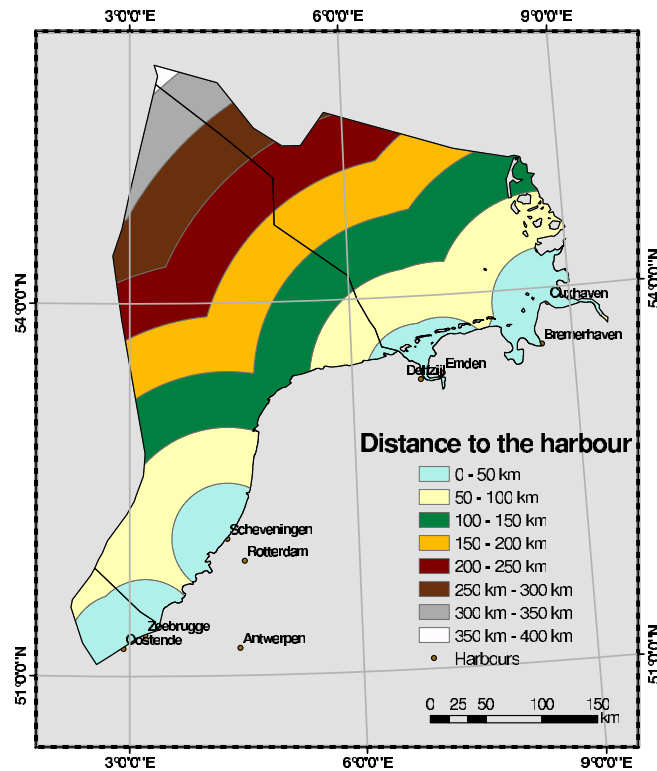 3°0'0"E 6°0'0"E 9°0'0"E
54°0'0"N
54°0'0"N
Cuxhaven
Bremerhaven
Emden
Delfzijl
Distance to the harbour
0 - 50 km
50 - 100 km
100 - 150 km
150 - 200 km
200 - 250 km
250 - 300 km
300 - 350 km
350 - 400 km
Harbours
Scheveningen
Rotterdam
Zeebrugge
Oostende
Antwerpen
51°0'0"N
51°0'0"N
0 25 50 100 150
km
3°0'0"E 6°0'0"E 9°0'0"E